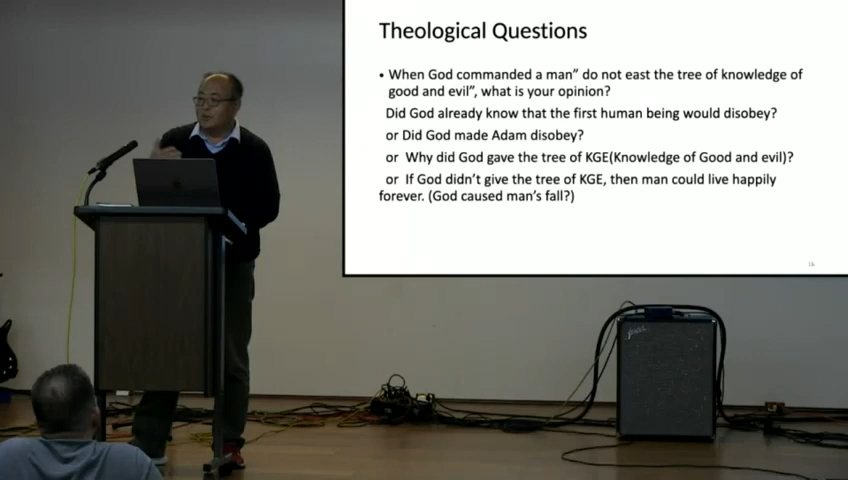 Theological Questions
• When God commanded a man” do not east the tree of knowledge of
good and evil”, what is your opinion?
Did God already know that the first human being would disobey?
or Did God made Adam disobey?
or Why did God gave the tree of KGE(Knowledge of Good and evil)?
or If God didn’t give the tree of KGE, then man could live happily
forever. (God caused man’s fall?)
16
Fender